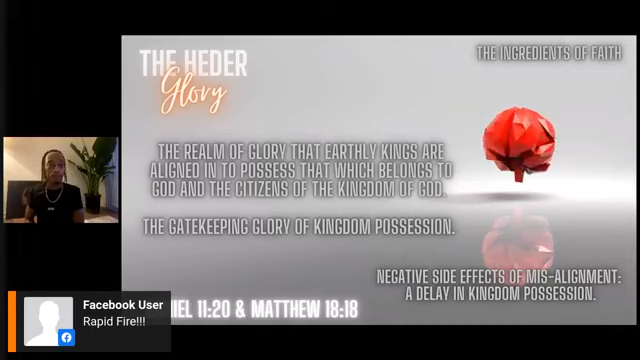 THE HEDER
Glory
THE INGREDIENTS OF FAITH
THE REALM OF GLORY THAT EARTHLY KINGS ARE
ALIGNED IN TO POSSESS THAT WHICH BELONGS TO
GOD AND THE CITIZENS OF THE KINGDOM OF GOD.
THE GATEKEEPING GLORY OF KINGDOM POSSESSION.
NEGATIVE SIDE EFFECTS OF MIS-ALIGNMENT:
A DELAY IN KINGDOM POSSESSION.
11:20 & MATTHEW 18:18
Facebook User
Rapid Fire!!!